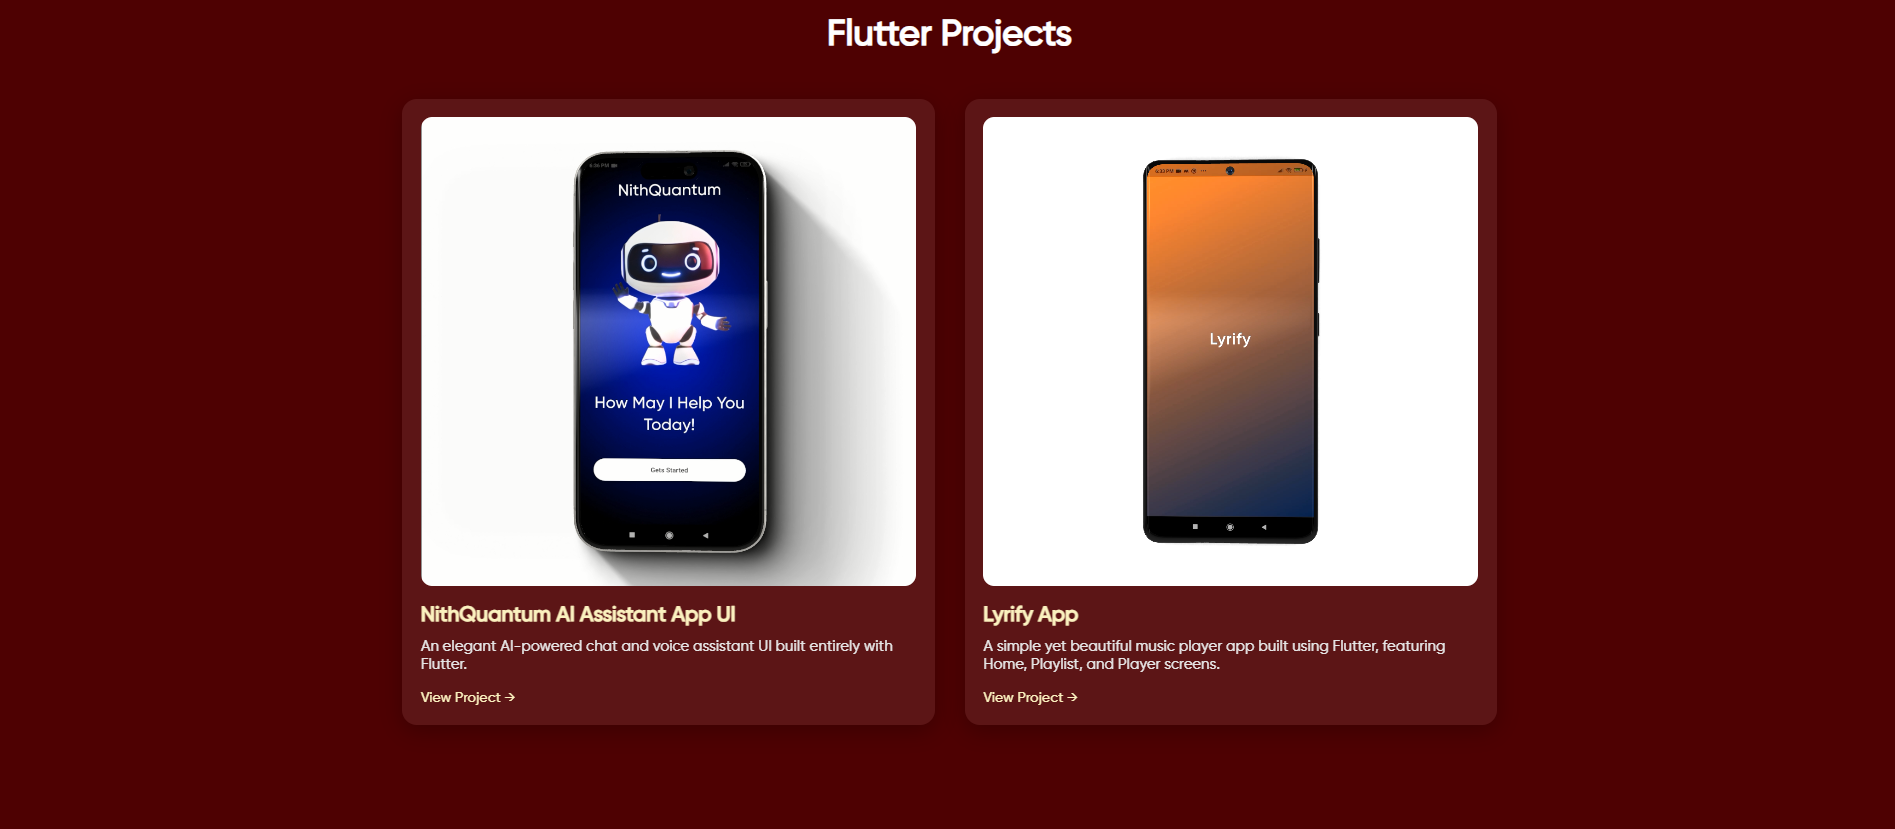 Flutter Projects
NithQuantum
How May I Help You
Today!
Gets Started
Lyrify
NithQuantum AI Assistant App UI
An elegant AI-powered chat and voice assistant UI built entirely with
Flutter.
View Project →
Lyrify App
A simple yet beautiful music player app built using Flutter, featuring
Home, Playlist, and Player screens.
View Project →